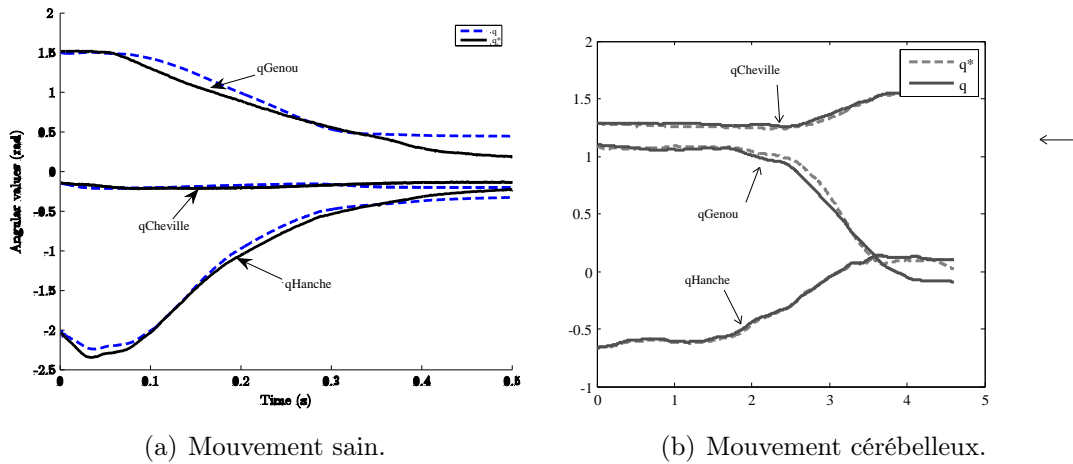 2
1.5
1
0.5
0
-0.5
-1
-1.5
-2
-2.5
0
0.1
0.2
0.3
0.4
0.5
Angular values (rad)
Time (s)
q
q*
qGenou
qCheville
qHanche
(a) Mouvement sain.
2
1.5
1
0.5
0
-0.5
-1
0
1
2
3
4
5
q*
q
qCheville
qGenou
qHanche
(b) Mouvement cérébelleux.